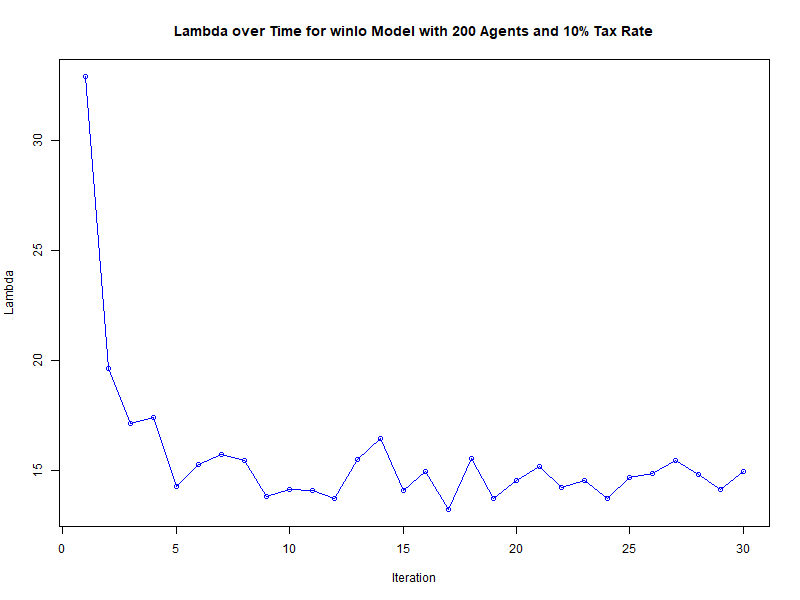 Lambda over Time for winlo Model with 200 Agents and 10% Tax Rate
30
25
20
15
Lambda
0 5 10 15 20 25 30
Iteration